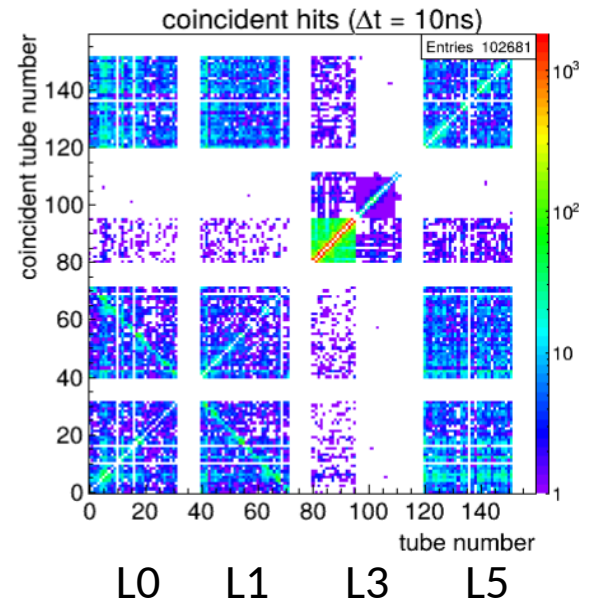 coincident hits (Δt = 10ns)
Entries 102681
coincident tube number
160
140
120
100
80
60
40
20
0
0 20 40 60 80 100 120 140
tube number
10³
10²
10
1
L0 L1 L3 L5